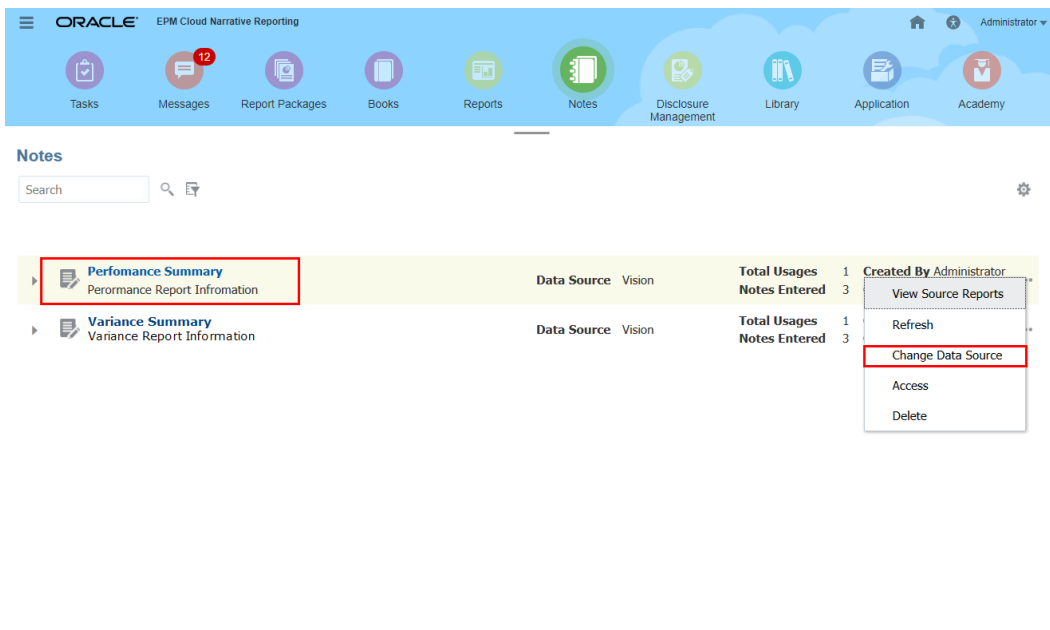 ORACLE EPM Cloud Narrative Reporting Administrator
12
Tasks Messages Report Packages Books Reports Notes Disclosure Management Library Application Academy
Notes
Search
Perfomance Summary
Perormance Report Infromation
Data Source Vision
Total Usages 1
Notes Entered 3
Created By Administrator
Variance Summary
Variance Report Information
Data Source Vision
Total Usages 1
Notes Entered 3
View Source Reports
Refresh
Change Data Source
Access
Delete